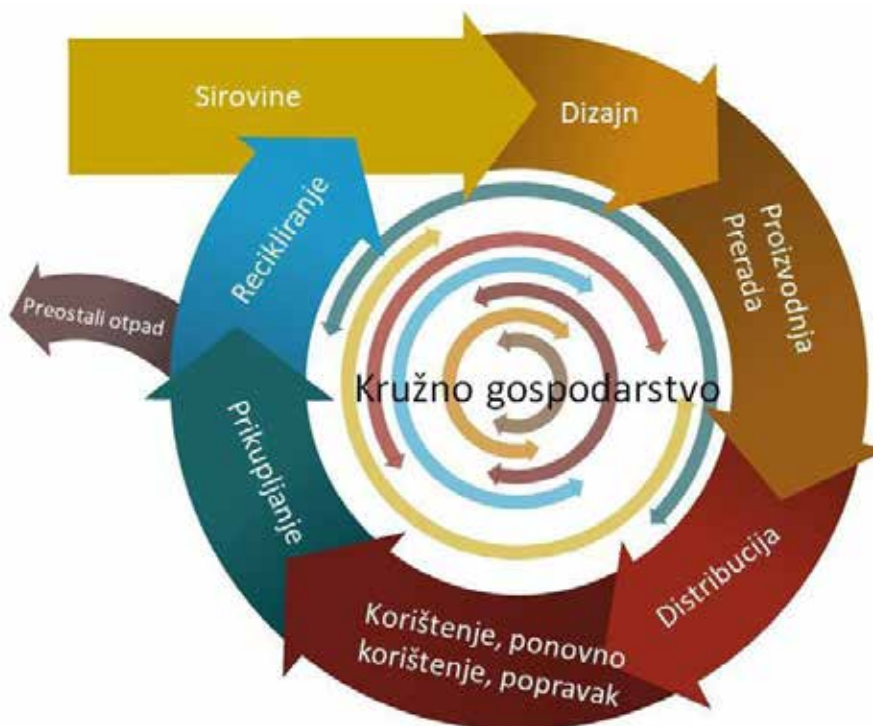 Sirovine
Dizajn
Proizvodnja
Prerada
Distribucija
Korištenje, ponovno
korištenje, popravak
Prikupljanje
Recikliranje
Preostali otpad
Kružno gospodarstvo